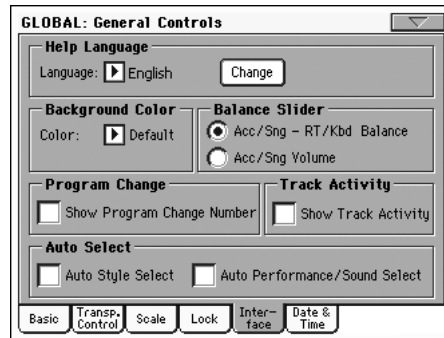 GLOBAL: General Controls
Help Language
Language: English Change
Background Color
Color: Default
Balance Slider
Acc/Sng - RT/Kbd Balance
Acc/Sng Volume
Program Change
Show Program Change Number
Track Activity
Show Track Activity
Auto Select
Auto Style Select Auto Performance/Sound Select
Basic
Transp.
Control
Scale
Lock
Inter-
face
Date &
Time